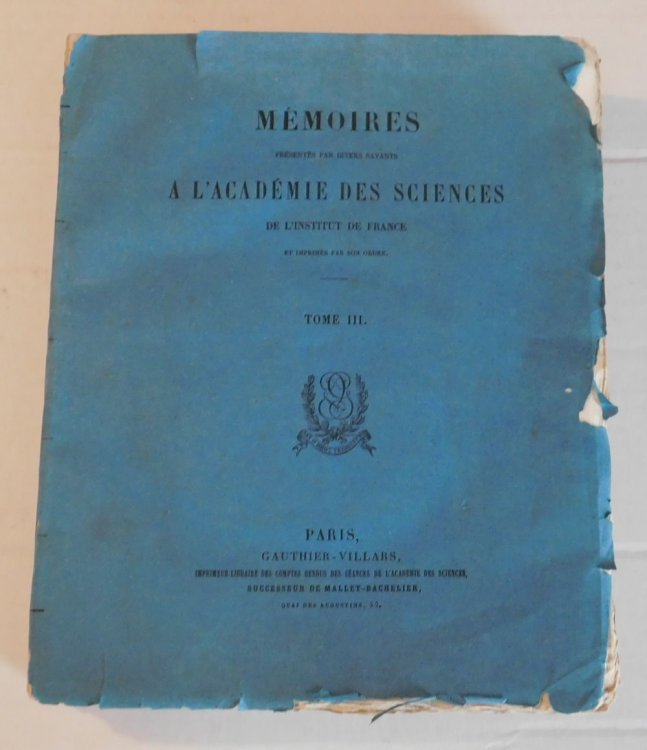 MÉMOIRES
PRÉSENTÉS PAR DIVERS SAVANTS
A L'ACADÉMIE DES SCIENCES
DE L'INSTITUT DE FRANCE
ET IMPRIMÉS PAR SON ORDRE.
TOME III.
PARIS,
GAUTHIER-VILLARS,
IMPRIMEUR-LIBRAIRE DES COMPTES RENDUS DES SÉANCES DE L'ACADÉMIE DES SCIENCES,
SUCCESSEUR DE MALLET-BACHELIER,
QUAI DES AUGUSTINS,